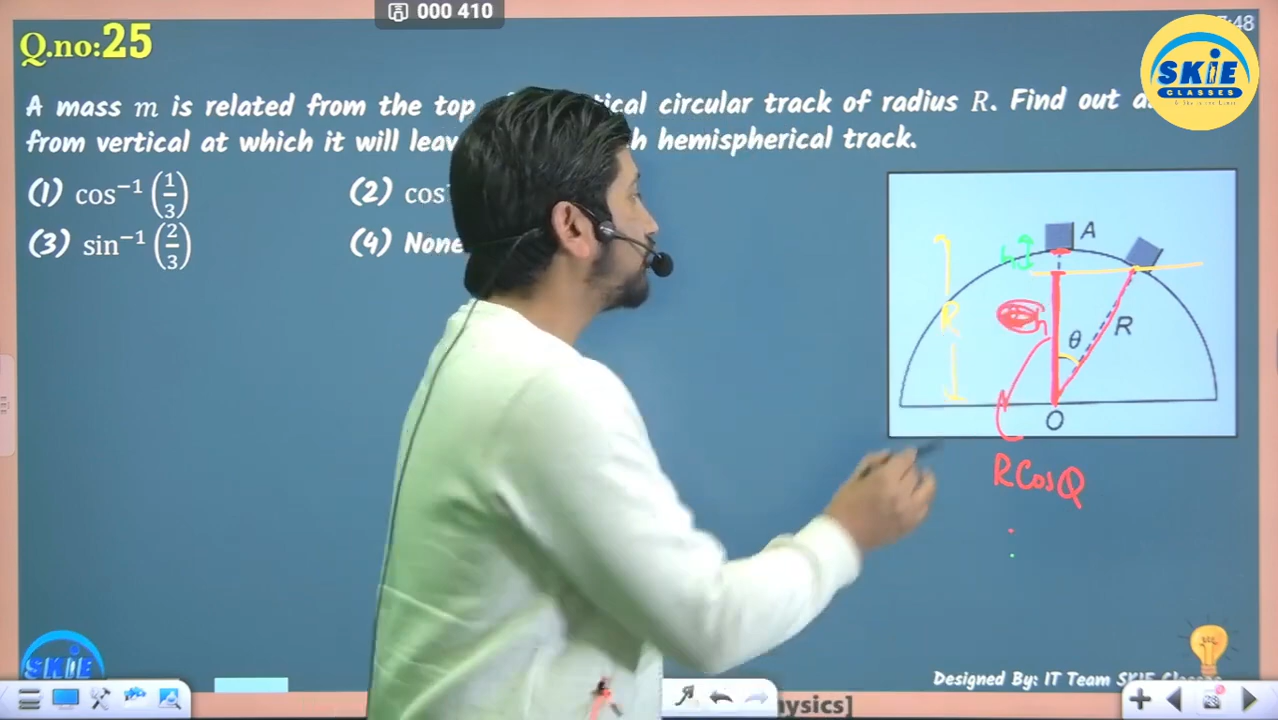 000 410
Q.no:25
:48
SKiE
CLASSES
A mass m is related from the top tical circular track of radius R. Find out
from vertical at which it will leav h hemispherical track.
(1) cos⁻¹ (1/3)
(2) cos
(3) sin⁻¹ (2/3)
(4) None
A
h
R
h
θ
R
O
RCosQ
SKiE
Designed By: IT Team SKIE Classes
hysics]